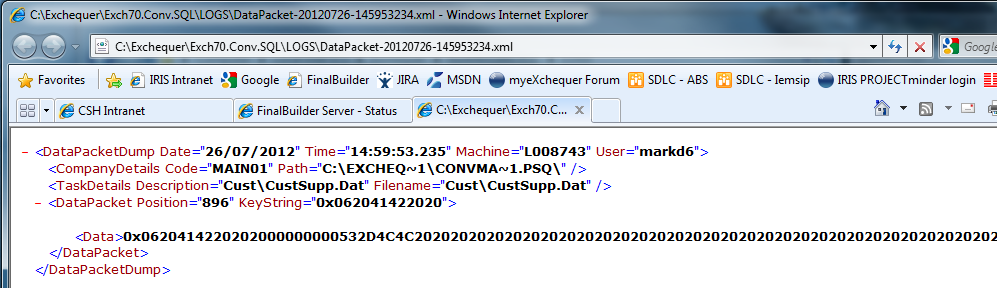 C:\Exchequer\Exch70.Conv.SQL\LOGS\DataPacket-20120726-145953234.xml - Windows Internet Explorer
C:\Exchequer\Exch70.Conv.SQL\LOGS\DataPacket-20120726-145953234.xml Google
Favorites IRIS Intranet Google FinalBuilder JIRA MSDN myeXchequer Forum SDLC - ABS SDLC - Iemsip IRIS PROJECTminder login
CSH Intranet FinalBuilder Server - Status C:\Exchequer\Exch70.C... X
- <DataPacketDump Date="26/07/2012" Time="14:59:53.235" Machine="L008743" User="markd6">
<CompanyDetails Code="MAIN01" Path="C:\EXCHEQ~1\CONVMA~1.PSQ\" />
<TaskDetails Description="Cust\CustSupp.Dat" Filename="Cust\CustSupp.Dat" />
- <DataPacket Position="896" KeyString="0x062041422020">
<Data>0x0620414220202000000000532D4C4C202020202020202020202020202020202020202020202020202020202020202020202
</DataPacket>
</DataPacketDump>